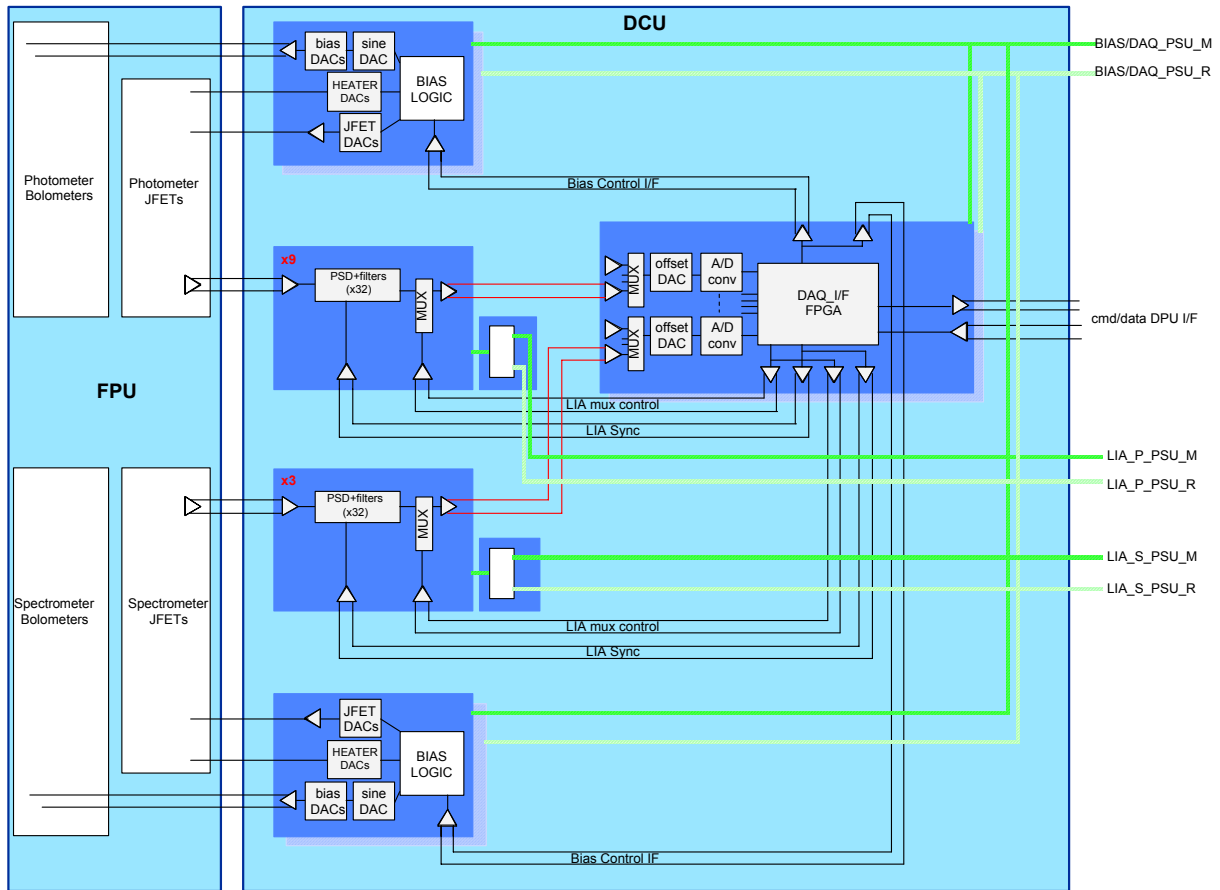 DCU
BIAS/DAQ_PSU_M
BIAS/DAQ_PSU_R
bias
DACs
sine
DAC
HEATER
DACs
JFET
DACs
BIAS
LOGIC
Photometer
Bolometers
Photometer
JFETs
Bias Control I/F
x9
PSD+filters
(x32)
MUX
MUX
offset
DAC
A/D
conv
MUX
offset
DAC
A/D
conv
DAQ_I/F
FPGA
cmd/data DPU I/F
FPU
LIA mux control
LIA Sync
LIA_P_PSU_M
LIA_P_PSU_R
x3
PSD+filters
(x32)
MUX
LIA_S_PSU_M
LIA_S_PSU_R
Spectrometer
Bolometers
Spectrometer
JFETs
LIA mux control
LIA Sync
JFET
DACs
HEATER
DACs
bias
DACs
sine
DAC
BIAS
LOGIC
Bias Control IF